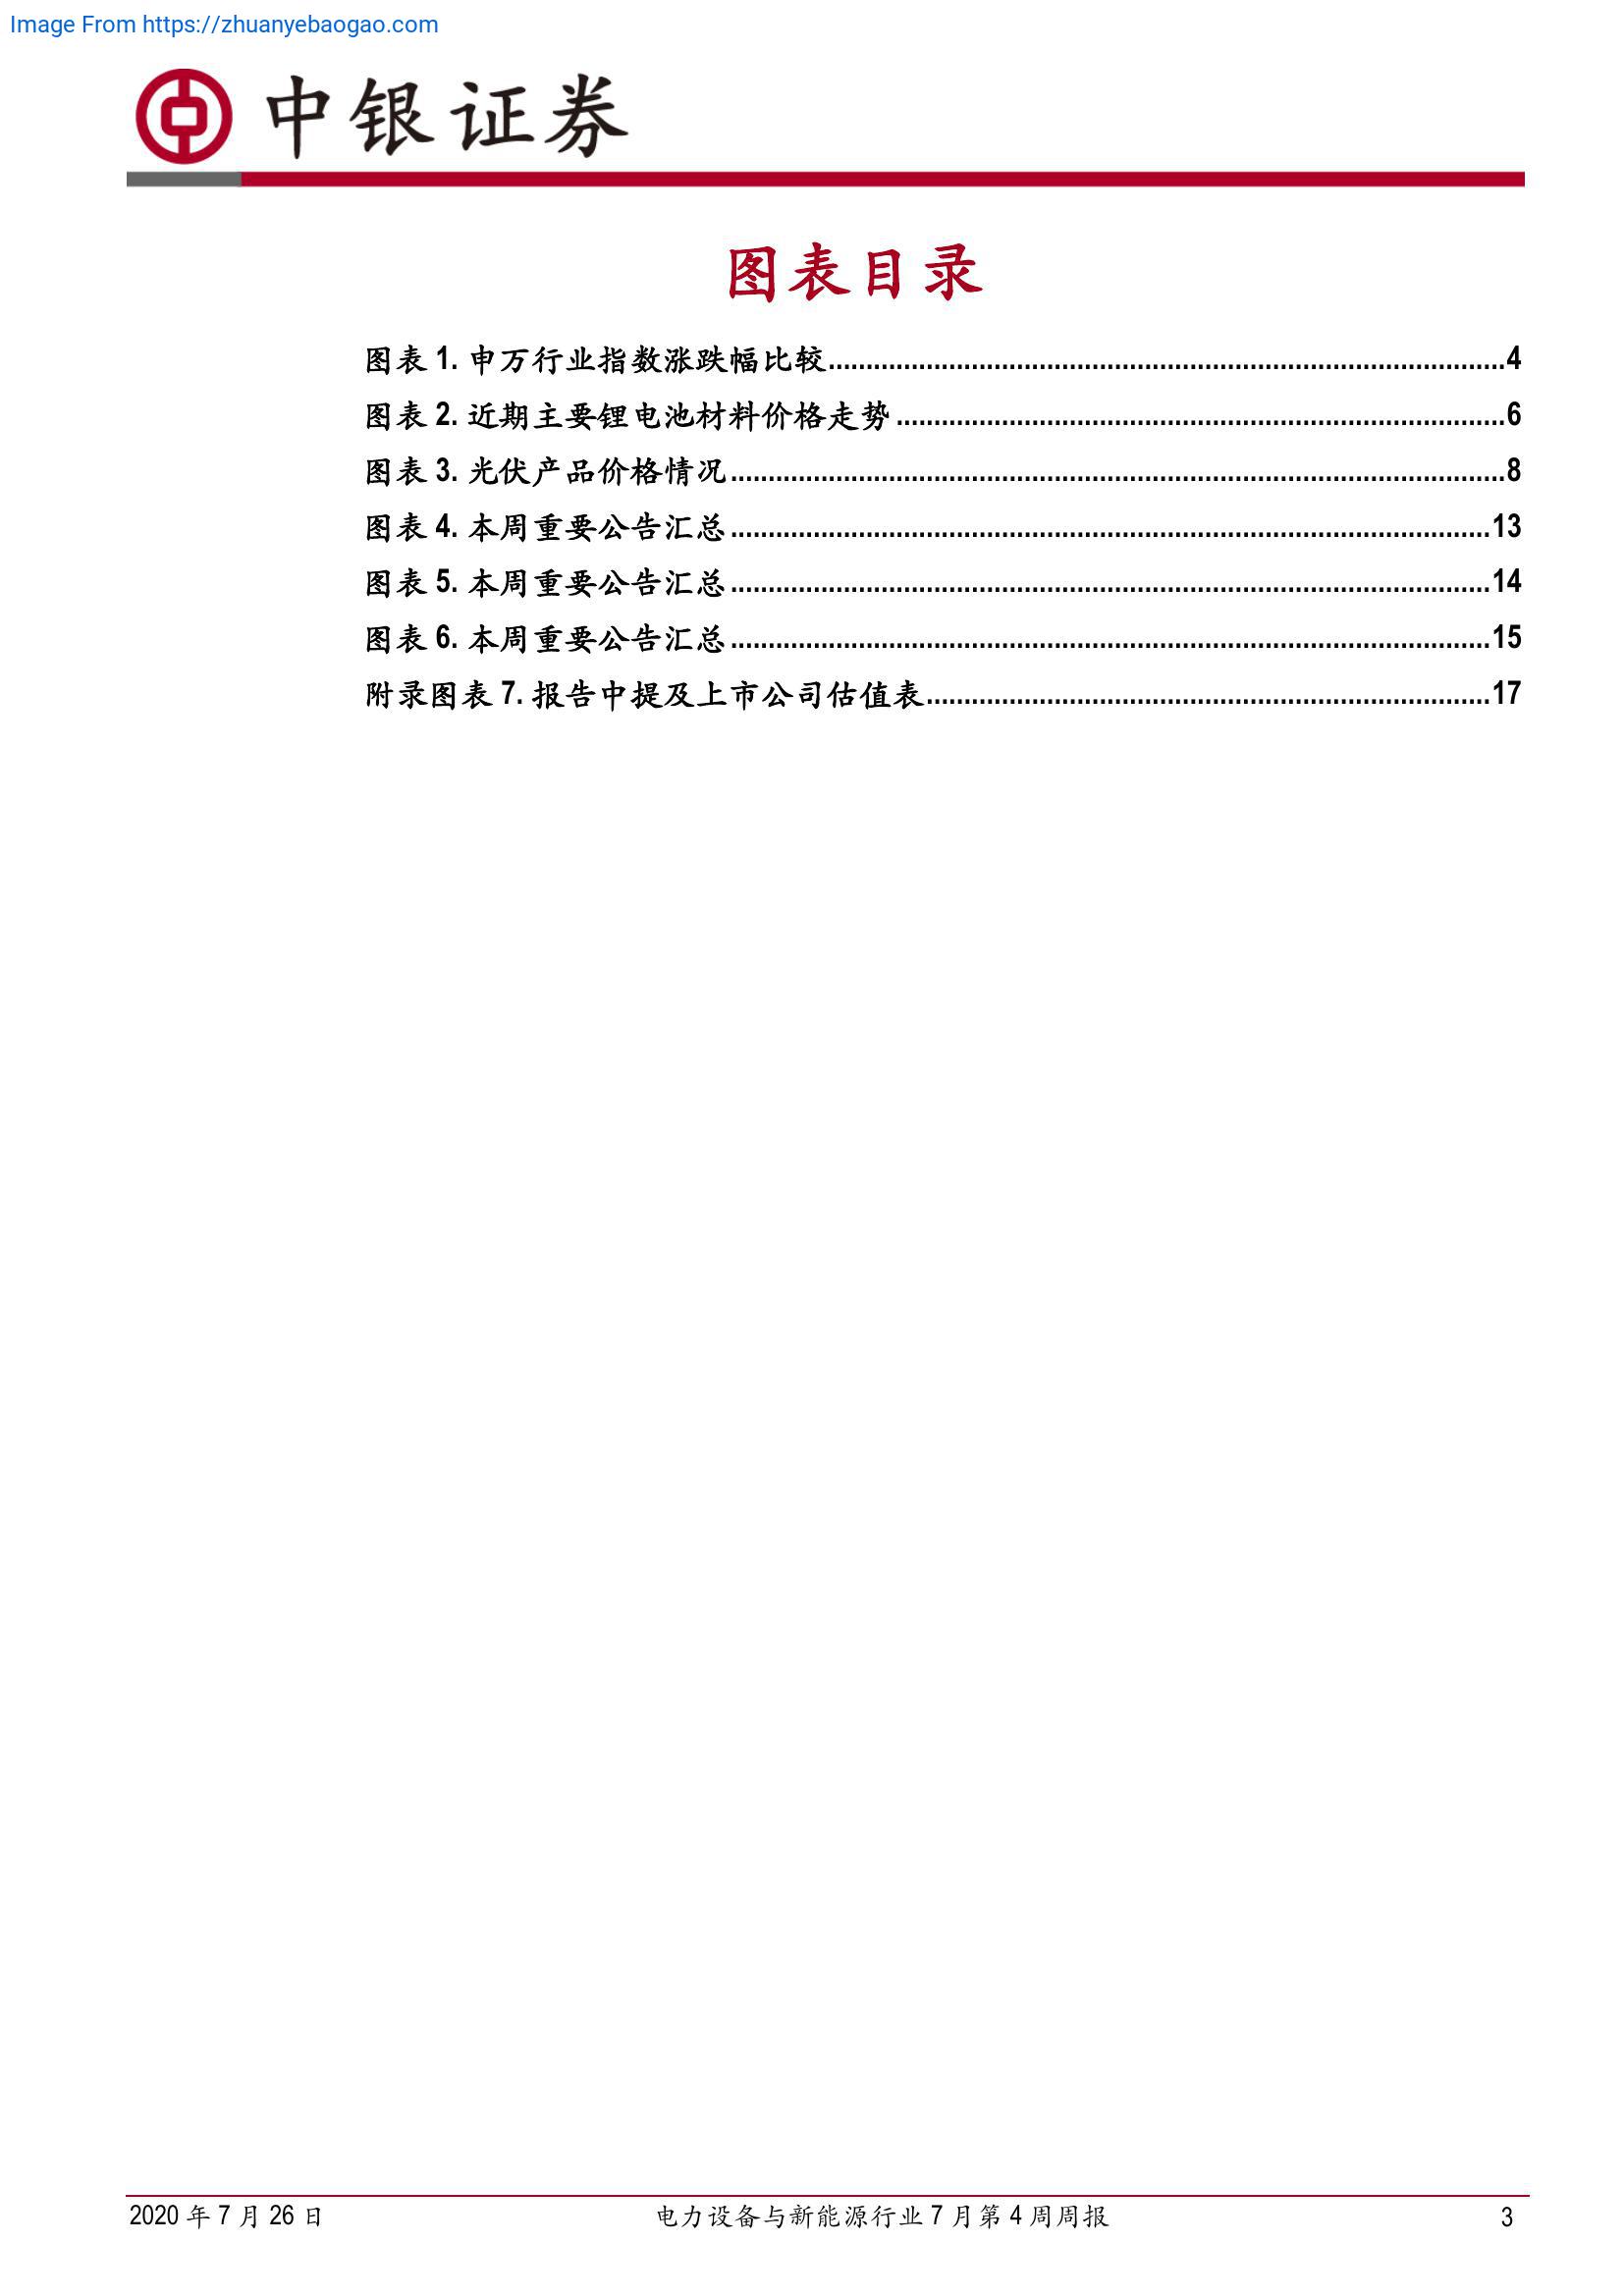 Image From https://zhuanyebaogao.com
中银证券
图表目录
图表 1. 申万行业指数涨跌幅比较..........................................................................................4
图表 2. 近期主要锂电池材料价格走势.................................................................................6
图表 3. 光伏产品价格情况.......................................................................................................8
图表 4. 本周重要公告汇总.....................................................................................................13
图表 5. 本周重要公告汇总.....................................................................................................14
图表 6. 本周重要公告汇总.....................................................................................................15
附录图表 7. 报告中提及上市公司估值表...........................................................................17
2020 年 7 月 26 日 电力设备与新能源行业 7 月第 4 周周报 3